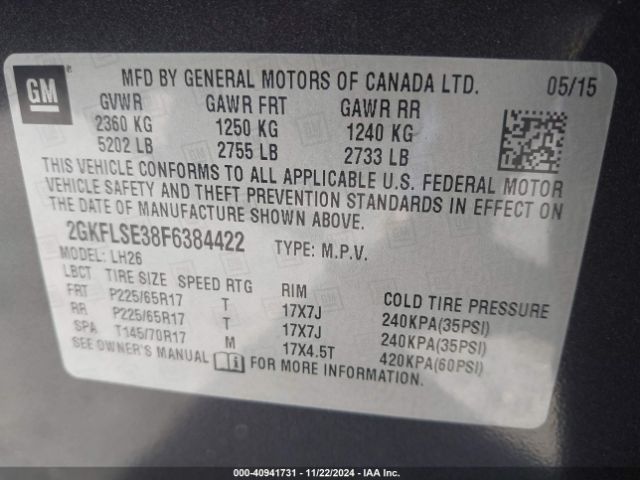 GM ®
MFD BY GENERAL MOTORS OF CANADA LTD. 05/15
GVWR GAWR FRT GAWR RR
2360 KG 1250 KG 1240 KG
5202 LB 2755 LB 2733 LB
THIS VEHICLE CONFORMS TO ALL APPLICABLE U.S. FEDERAL MOTOR
VEHICLE SAFETY AND THEFT PREVENTION STANDARDS IN EFFECT ON
THE DATE OF MANUFACTURE SHOWN ABOVE.
2GKFLSE38F6384422 TYPE: M.P.V.
MODEL: LH26
LBCT TIRE SIZE SPEED RTG RIM COLD TIRE PRESSURE
FRT P225/65R17 T 17X7J 240KPA(35PSI)
RR P225/65R17 T 17X7J 240KPA(35PSI)
SPA T145/70R17 M 17X4.5T 420KPA(60PSI)
SEE OWNER'S MANUAL FOR MORE INFORMATION.
000-40941731 - 11/22/2024 - IAA Inc.